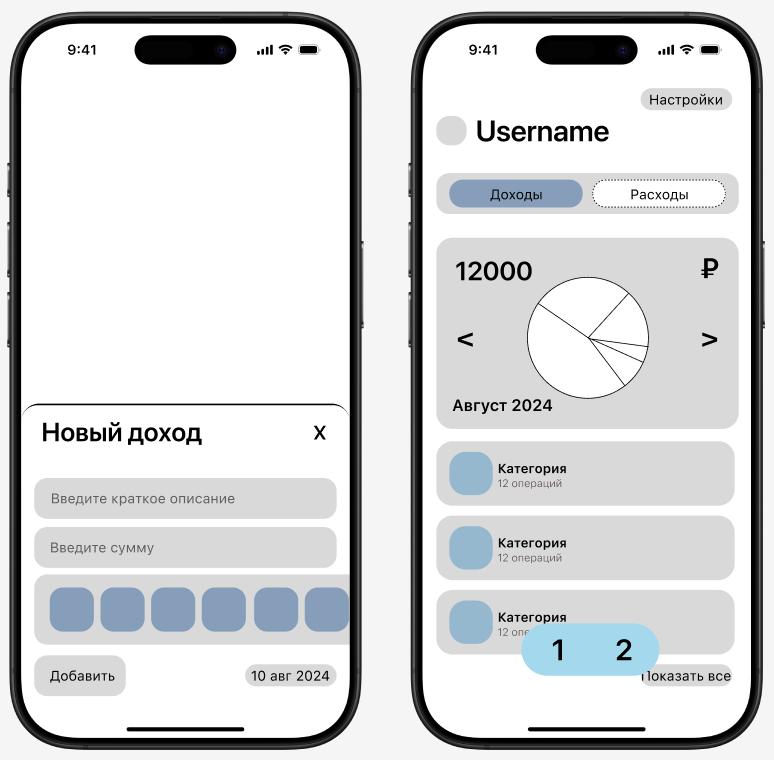 9:41
Новый доход
X
Введите краткое описание
Введите сумму
Добавить
10 авг 2024
9:41
Настройки
Username
Доходы
Расходы
12000
₽
<
>
Август 2024
Категория
12 операций
Категория
12 операций
Категория
12 опе
1
2
Показать все